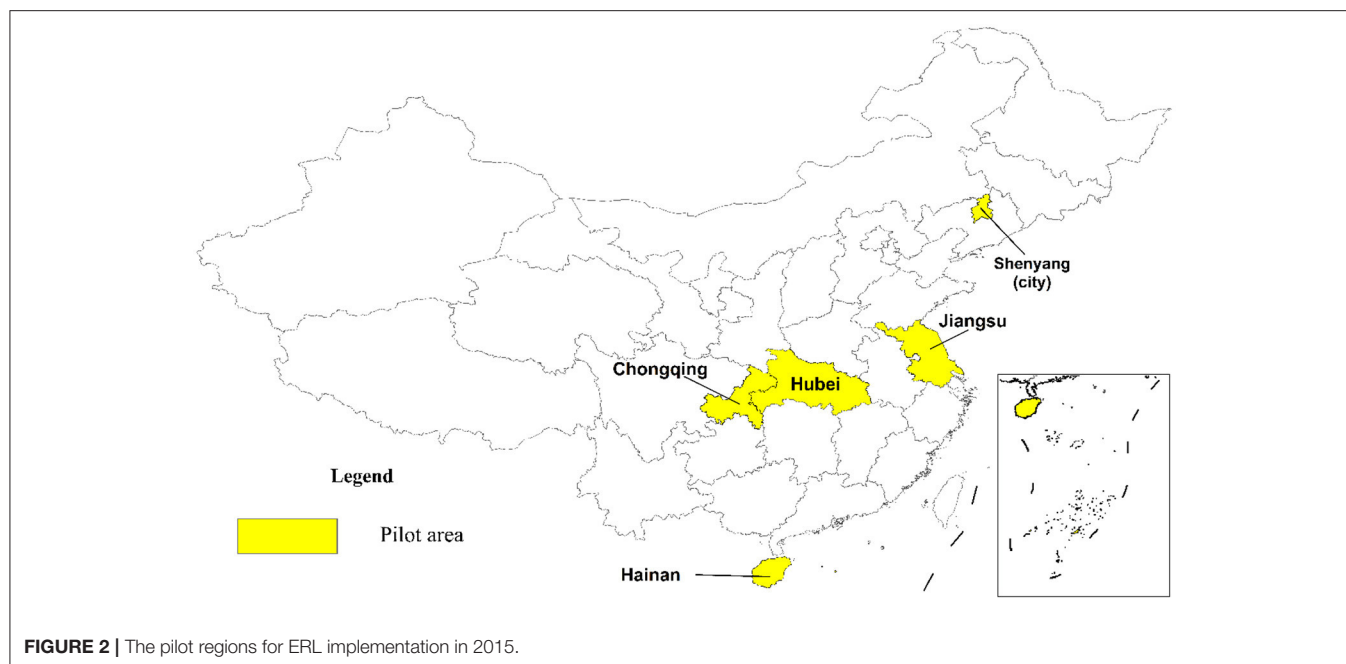 Shenyang
(city)
Jiangsu
Chongqing
Hubei
Legend
Pilot area
Hainan
FIGURE 2 | The pilot regions for ERL implementation in 2015.